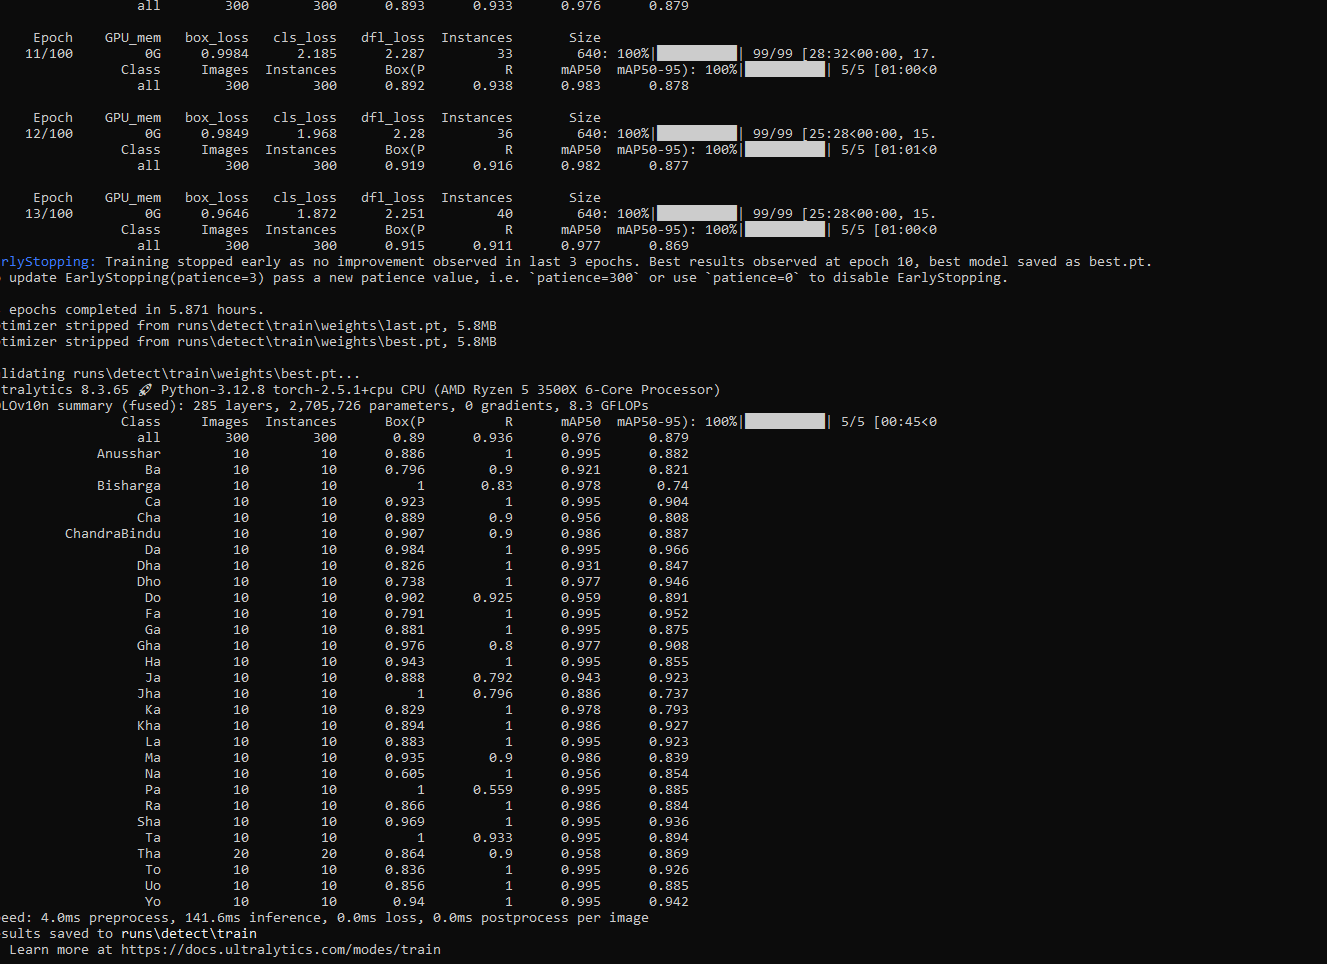 all 300 300 0.893 0.933 0.976 0.879
Epoch GPU_mem box_loss cls_loss dfl_loss Instances Size
11/100 0G 0.9984 2.185 2.287 33 640: 100%|██████████| 99/99 [28:32<00:00, 17.
Class Images Instances Box(P R mAP50 mAP50-95): 100%|██████████| 5/5 [01:00<0
all 300 300 0.892 0.938 0.983 0.878
Epoch GPU_mem box_loss cls_loss dfl_loss Instances Size
12/100 0G 0.9849 1.968 2.28 36 640: 100%|██████████| 99/99 [25:28<00:00, 15.
Class Images Instances Box(P R mAP50 mAP50-95): 100%|██████████| 5/5 [01:01<0
all 300 300 0.919 0.916 0.982 0.877
Epoch GPU_mem box_loss cls_loss dfl_loss Instances Size
13/100 0G 0.9646 1.872 2.251 40 640: 100%|██████████| 99/99 [25:28<00:00, 15.
Class Images Instances Box(P R mAP50 mAP50-95): 100%|██████████| 5/5 [01:00<0
all 300 300 0.915 0.911 0.977 0.869
rlyStopping: Training stopped early as no improvement observed in last 3 epochs. Best results observed at epoch 10, best model saved as best.pt.
update EarlyStopping(patience=3) pass a new patience value, i.e. `patience=300` or use `patience=0` to disable EarlyStopping.
epochs completed in 5.871 hours.
timizer stripped from runs\detect\train\weights\last.pt, 5.8MB
timizer stripped from runs\detect\train\weights\best.pt, 5.8MB
lidating runs\detect\train\weights\best.pt...
tralytics 8.3.65 🚀 Python-3.12.8 torch-2.5.1+cpu CPU (AMD Ryzen 5 3500X 6-Core Processor)
LOv10n summary (fused): 285 layers, 2,705,726 parameters, 0 gradients, 8.3 GFLOPs
Class Images Instances Box(P R mAP50 mAP50-95): 100%|██████████| 5/5 [00:45<0
all 300 300 0.89 0.936 0.976 0.879
Anusshar 10 10 0.886 1 0.995 0.882
Ba 10 10 0.796 0.9 0.921 0.821
Bisharga 10 10 1 0.83 0.978 0.74
Ca 10 10 0.923 1 0.995 0.904
Cha 10 10 0.889 0.9 0.956 0.808
ChandraBindu 10 10 0.907 0.9 0.986 0.887
Da 10 10 0.984 1 0.995 0.966
Dha 10 10 0.826 1 0.931 0.847
Dho 10 10 0.738 1 0.977 0.946
Do 10 10 0.902 0.925 0.959 0.891
Fa 10 10 0.791 1 0.995 0.952
Ga 10 10 0.881 1 0.995 0.875
Gha 10 10 0.976 0.8 0.977 0.908
Ha 10 10 0.943 1 0.995 0.855
Ja 10 10 0.888 0.792 0.943 0.923
Jha 10 10 1 0.796 0.886 0.737
Ka 10 10 0.829 1 0.978 0.793
Kha 10 10 0.894 1 0.986 0.927
La 10 10 0.883 1 0.995 0.923
Ma 10 10 0.935 0.9 0.986 0.839
Na 10 10 0.605 1 0.956 0.854
Pa 10 10 1 0.559 0.995 0.885
Ra 10 10 0.866 1 0.986 0.884
Sha 10 10 0.969 1 0.995 0.936
Ta 10 10 1 0.933 0.995 0.894
Tha 20 20 0.864 0.9 0.958 0.869
To 10 10 0.836 1 0.995 0.926
Uo 10 10 0.856 1 0.995 0.885
Yo 10 10 0.94 1 0.995 0.942
eed: 4.0ms preprocess, 141.6ms inference, 0.0ms loss, 0.0ms postprocess per image
sults saved to runs\detect\train
Learn more at https://docs.ultralytics.com/modes/train